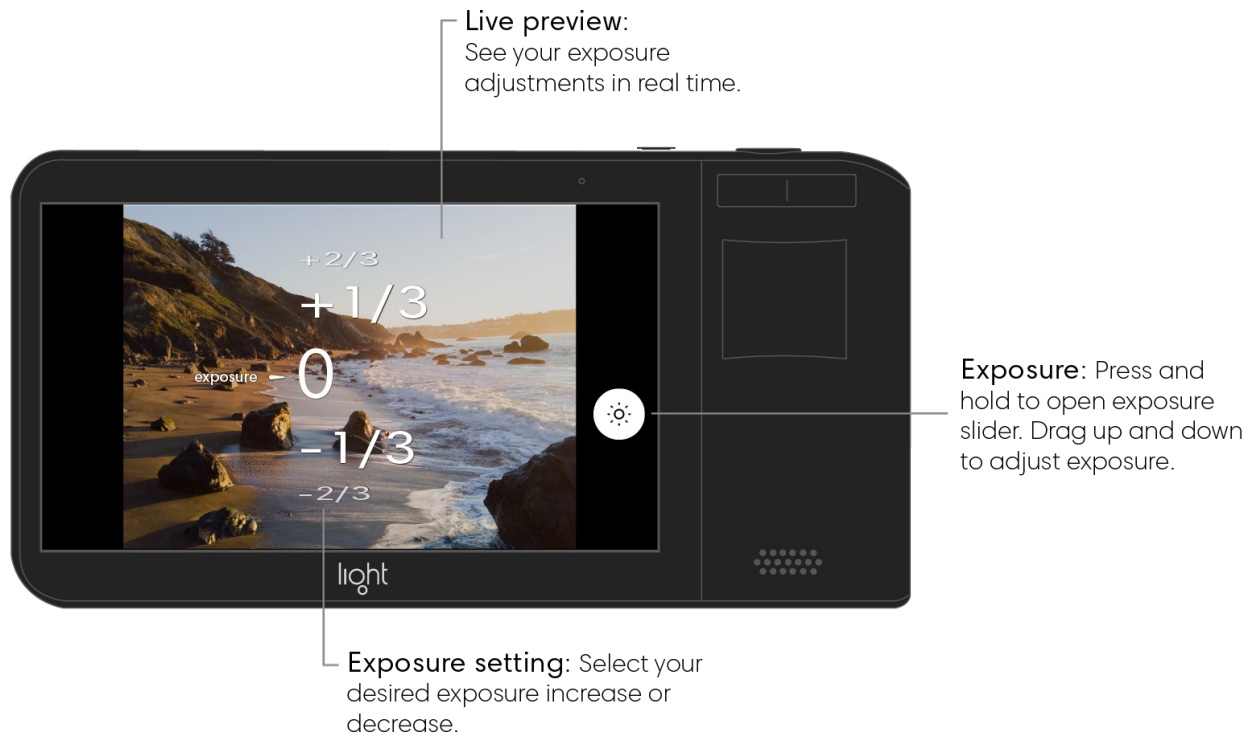 Live preview:
See your exposure
adjustments in real time.
+2/3
+1/3
exposure
0
-1/3
-2/3
Exposure: Press and
hold to open exposure
slider. Drag up and down
to adjust exposure.
light
Exposure setting: Select your
desired exposure increase or
decrease.